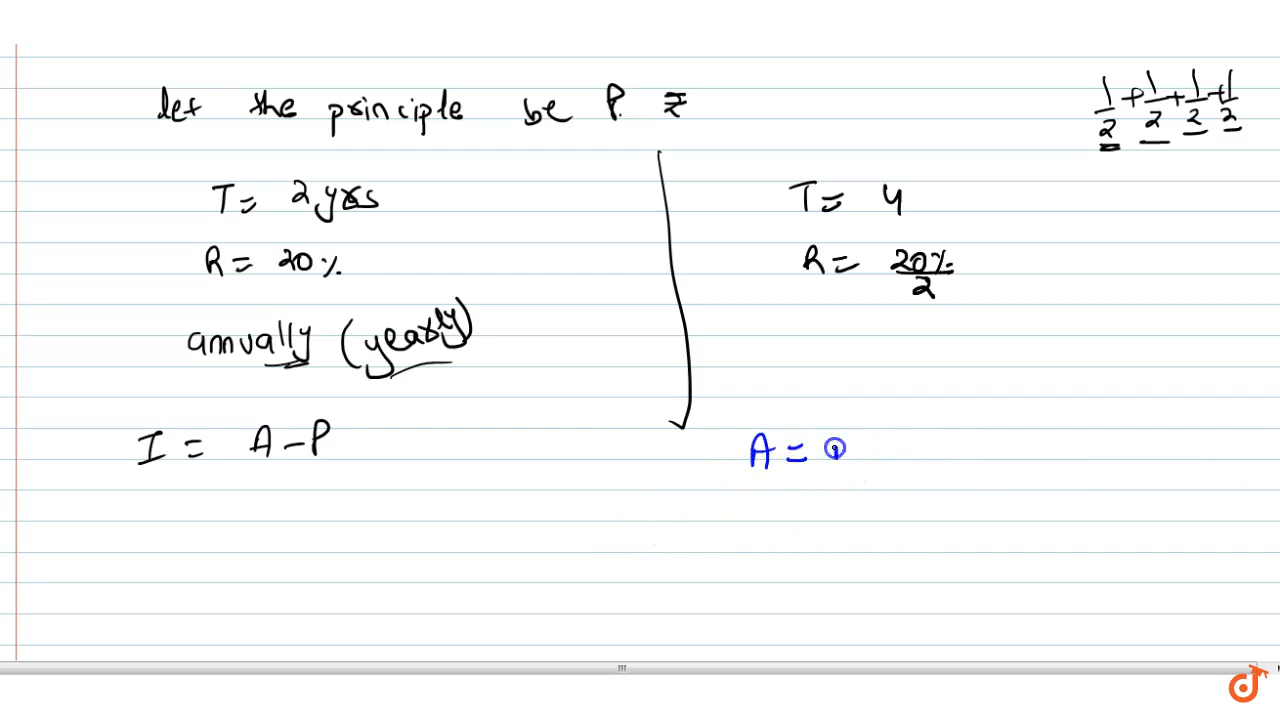 let the principle be P. ₹
1/2 + 1/2 + 1/2 + 1/2
T = 2 yrs
R = 20%
annually (yearly)
I = A - P
T = 4
R = 20%/2
A =